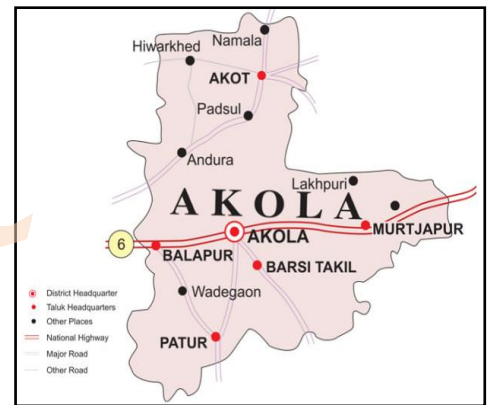 Namala
Hiwarkhed
AKOT
Padsul
Andura
Lakhpuri
AKOLA
MURTJAPUR
AKOLA
6
BALAPUR
BARSI TAKIL
Wadegaon
PATUR
District Headquarter
Taluk Headquarters
Other Places
National Highway
Major Road
Other Road